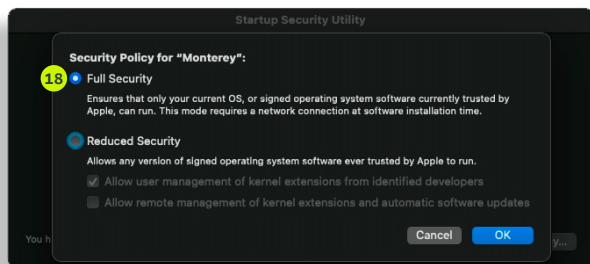 Startup Security Utility
Security Policy for “Monterey”:
18 Full Security
Ensures that only your current OS, or signed operating system software currently trusted by
Apple, can run. This mode requires a network connection at software installation time.
Reduced Security
Allows any version of signed operating system software ever trusted by Apple to run.
Allow user management of kernel extensions from identified developers
Allow remote management of kernel extensions and automatic software updates
You h
Cancel OK
y...